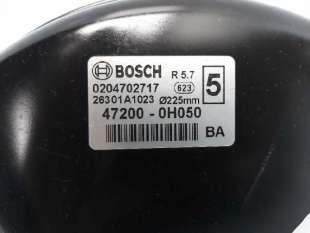 BOSCH R 5.7 5
0204702717 623
26301A1023 Ø225mm
47200 - 0H050
BA